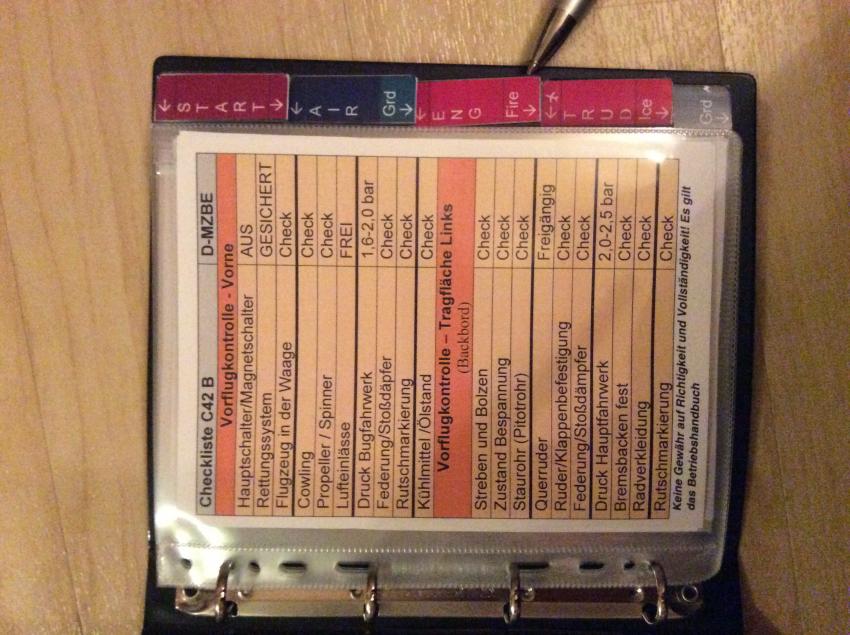 START
AIR
Grd
ENG
Fire
TRUD
Ice
Grd
Checkliste C42 B D-MZBE
Vorflugkontrolle - Vorne
Hauptschalter/Magnetschalter AUS
Rettungssystem GESICHERT
Flugzeug in der Waage Check
Cowling Check
Propeller / Spinner Check
Lufteinlässe FREI
Druck Bugfahrwerk 1,6-2,0 bar
Federung/Stoßdäpfer Check
Rutschmarkierung Check
Kühlmittel /Ölstand Check
Vorflugkontrolle – Tragfläche Links
(Backbord)
Streben und Bolzen Check
Zustand Bespannung Check
Staurohr (Pitotrohr) Check
Querruder Freigängig
Ruder/Klappenbefestigung Check
Federung/Stoßdämpfer Check
Druck Hauptfahrwerk 2,0-2,5 bar
Bremsbacken fest Check
Radverkleidung Check
Rutschmarkierung Check
Keine Gewähr auf Richtigkeit und Vollständigkeit! Es gilt
das Betriebshandbuch